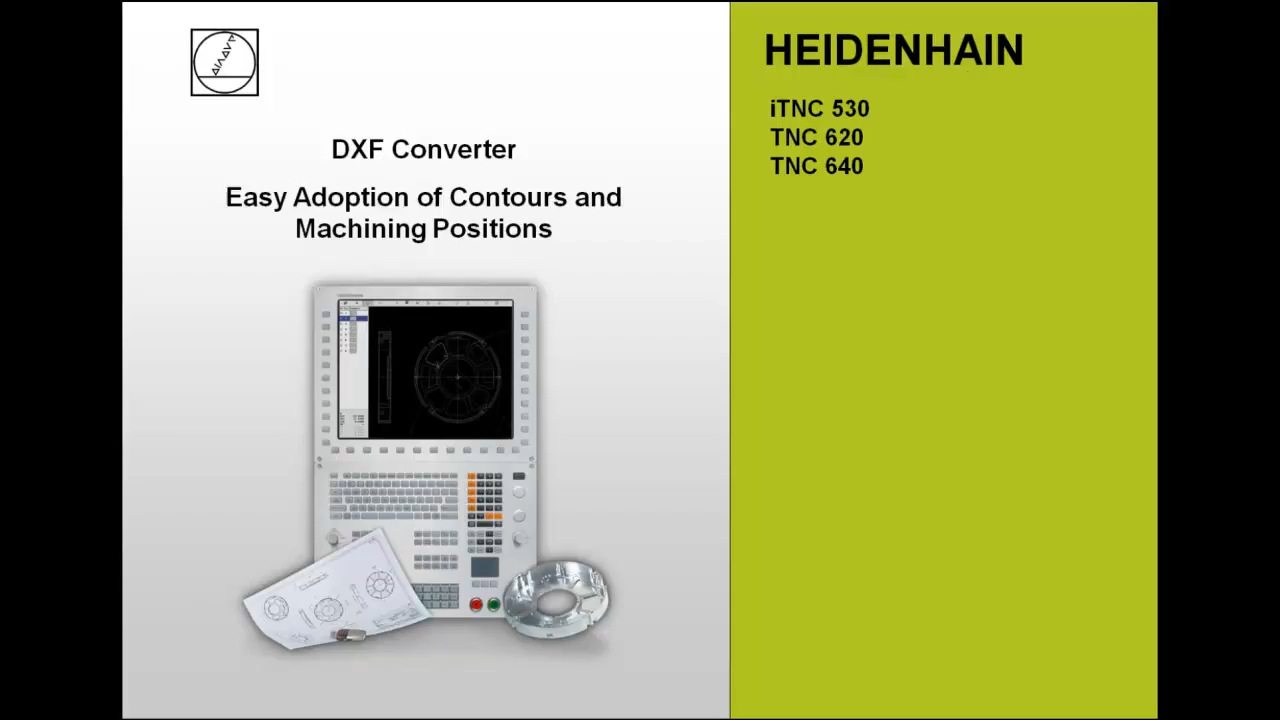 DXF Converter
Easy Adoption of Contours and
Machining Positions
HEIDENHAIN
iTNC 530
TNC 620
TNC 640